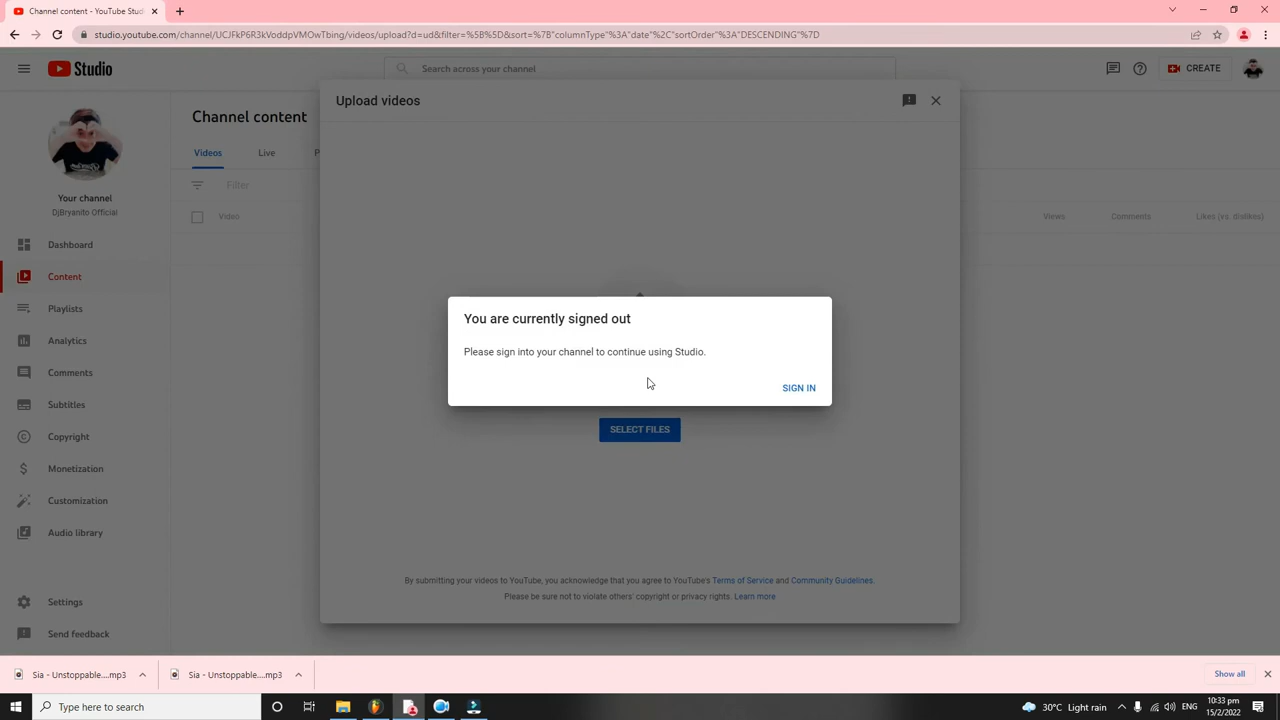 Content content - YouTube Studi
studio.youtube.com/channel/UCJFkP6R3kVoddpVMOwTbing/videos/upload?d=ud&filter=%5B%5D&sort=%7B"columnType"%3A"date"%2C"sortOrder"%3A"DESCENDING"%7D
Studio
Search across your channel
CREATE
Upload videos
Your channel
DjBryanito Official
Dashboard
Content
Playlists
Analytics
Comments
Subtitles
Copyright
Monetization
Customization
Audio library
Settings
Send feedback
Channel content
Videos Live P
Filter
Video Views Comments Likes (vs. dislikes)
You are currently signed out
Please sign into your channel to continue using Studio.
SIGN IN
SELECT FILES
By submitting your videos to YouTube, you acknowledge that you agree to YouTube's Terms of Service and Community Guidelines.
Please be sure not to violate others' copyright or privacy rights. Learn more
Sia - Unstoppable....mp3 Sia - Unstoppable....mp3 Show all
Type here to search
30°C Light rain
ENG
10:33 pm
15/2/2022